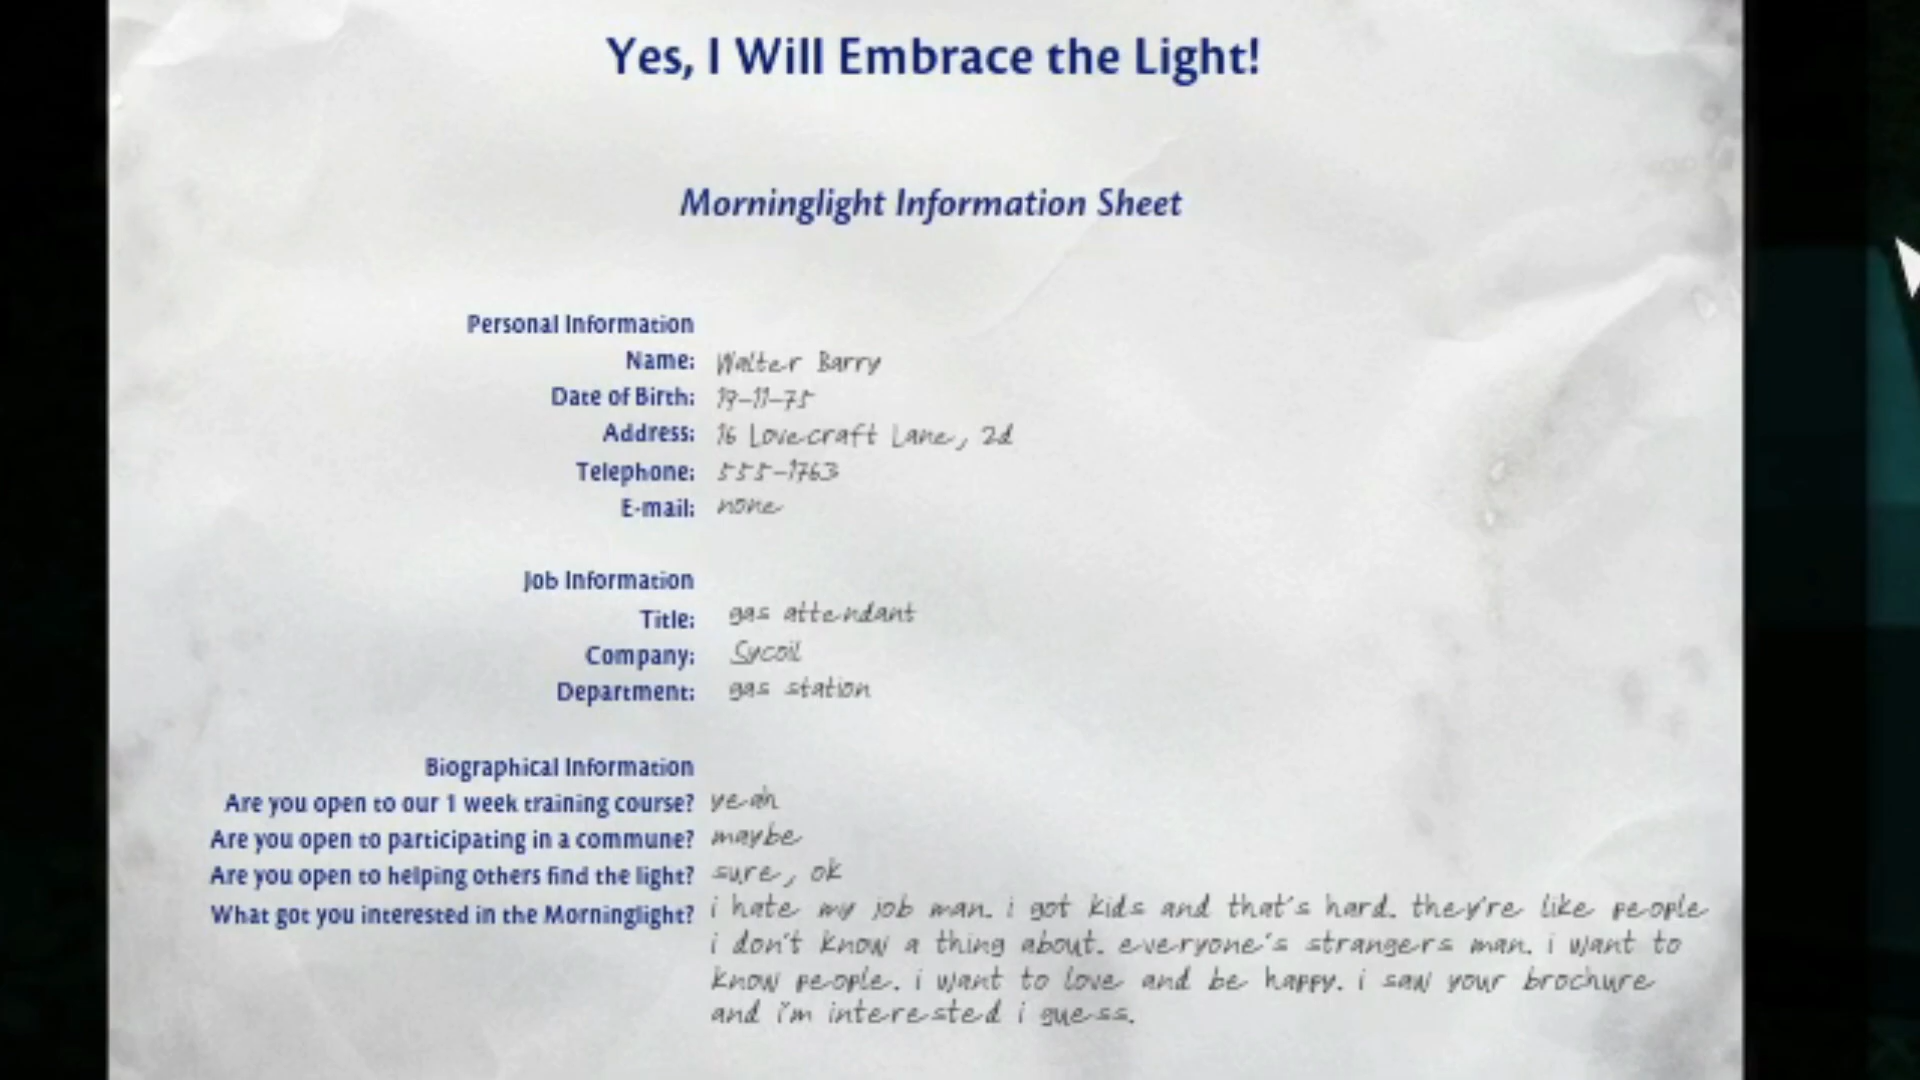 Yes, I Will Embrace the Light!
Morninglight Information Sheet
Personal Information
Name: Walter Barry
Date of Birth: 19-11-75
Address: 16 Lovecraft Lane, 2d
Telephone: 555-1763
E-mail: none
Job Information
Title: gas attendant
Company: Sycoil
Department: gas station
Biographical Information
Are you open to our 1 week training course? yeah
Are you open to participating in a commune? maybe
Are you open to helping others find the light? sure, ok
What got you interested in the Morninglight? i hate my job man. i got kids and that's hard. they're like people
i don't know a thing about. everyone's strangers man. i want to
know people. i want to love and be happy. i saw your brochure
and i'm interested i guess.